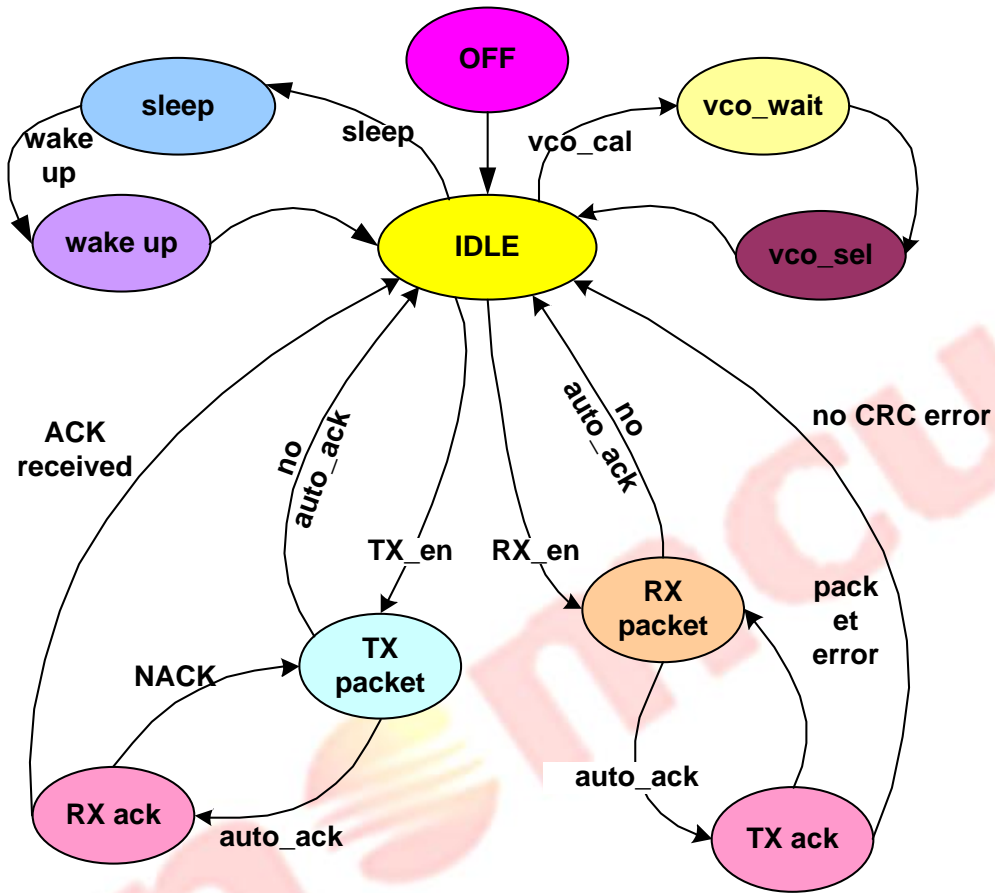 OFF
sleep
vco_wait
wake
up
sleep
vco_cal
wake up
IDLE
vco_sel
ACK
received
no
auto_ack
no
auto_ack
no CRC error
TX_en
RX_en
RX
packet
pack
et
error
TX
packet
NACK
auto_ack
RX ack
auto_ack
TX ack
mcu